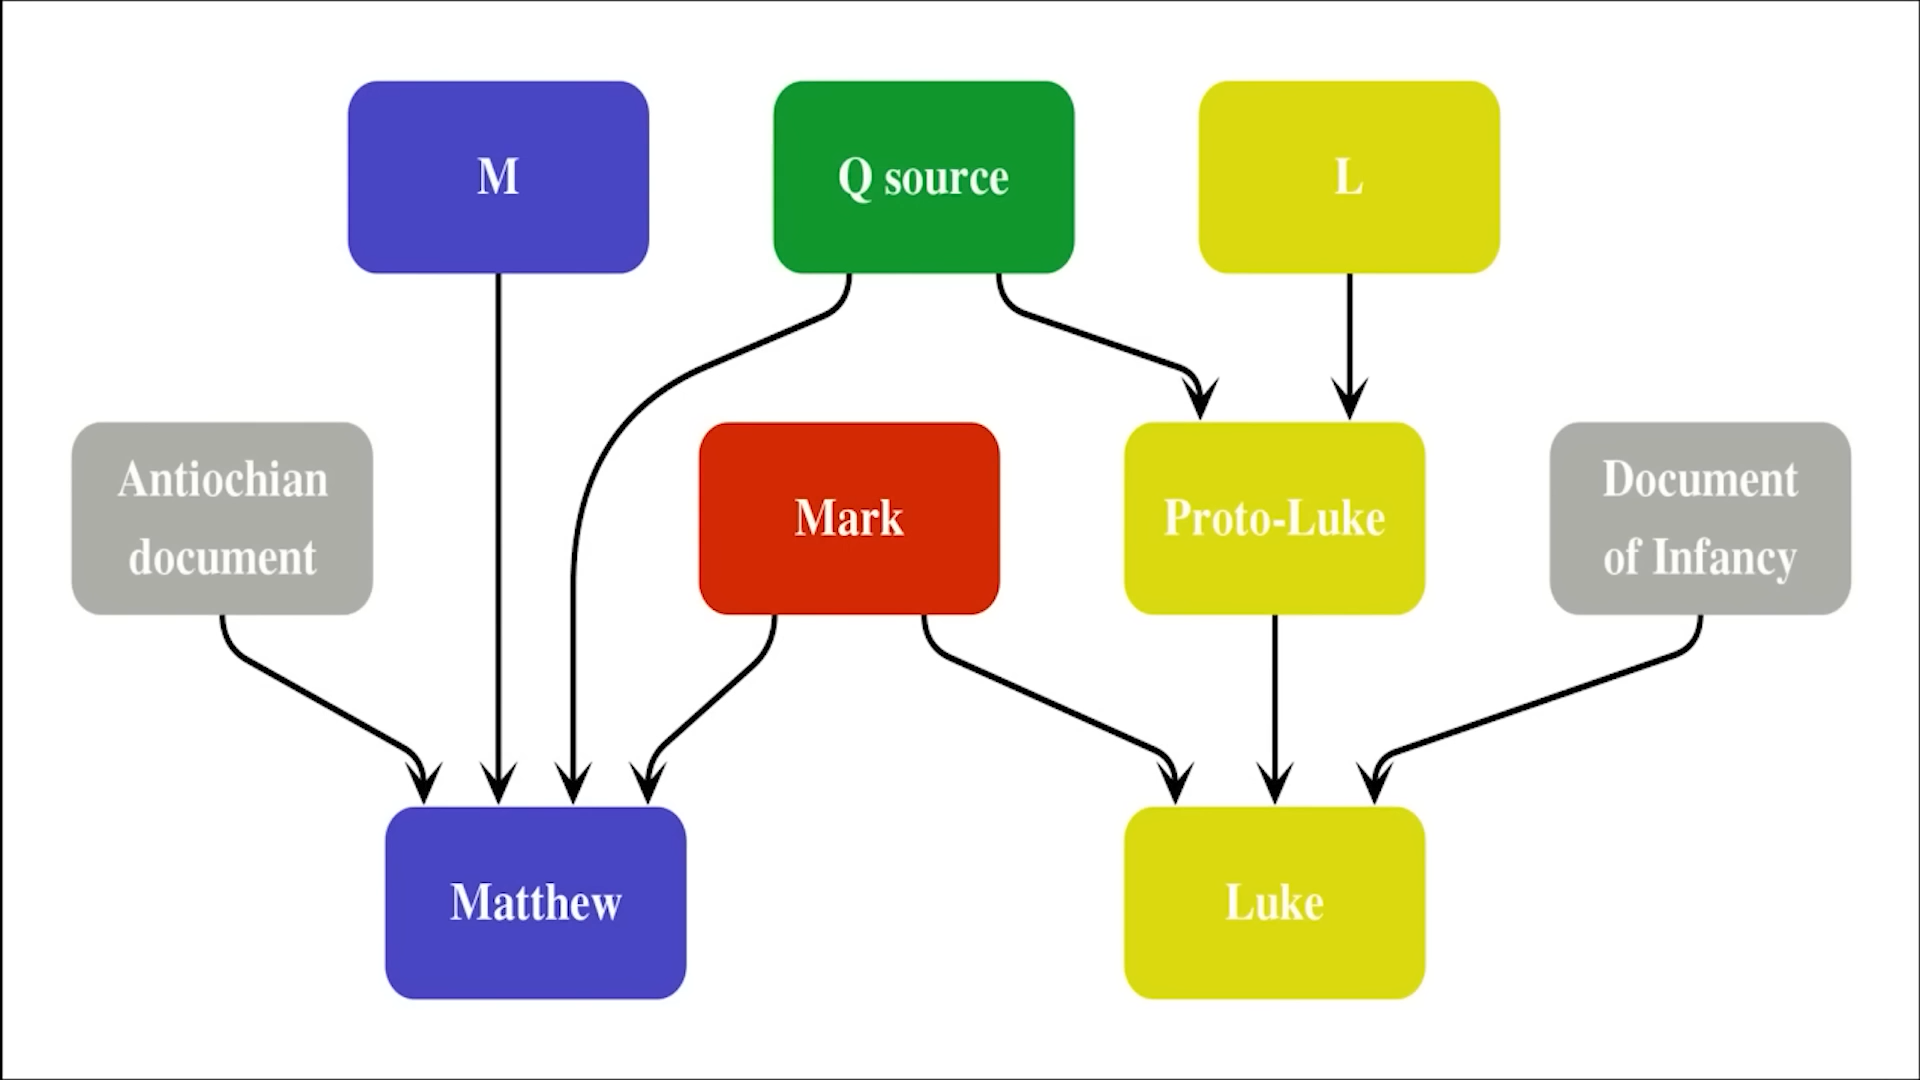 M
Q source
L
Antiochian
document
Mark
Proto-Luke
Document
of Infancy
Matthew
Luke